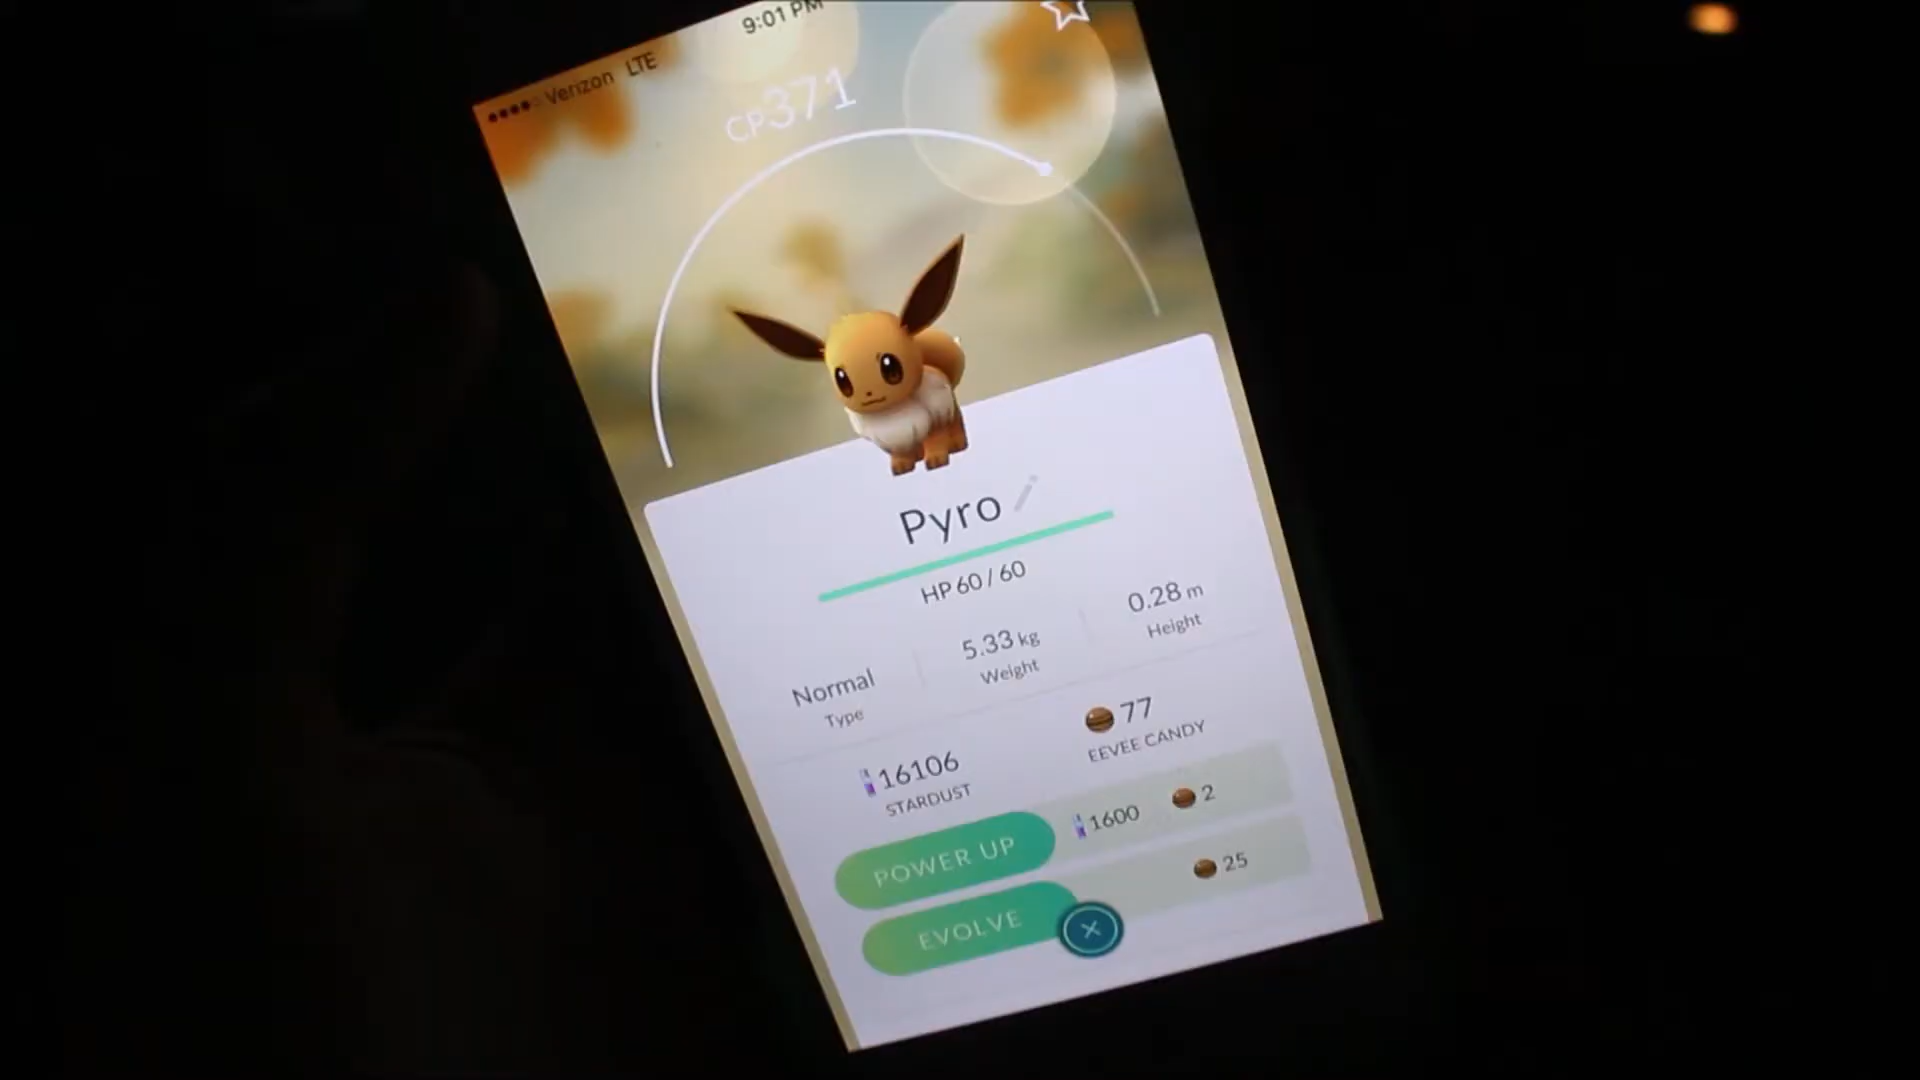 9:01 PM
Verizon LTE
CP371
Pyro
HP 60 / 60
Normal
Type
5.33 kg
Weight
0.28 m
Height
16106
STARDUST
77
EEVEE CANDY
POWER UP
1600
2
EVOLVE
25